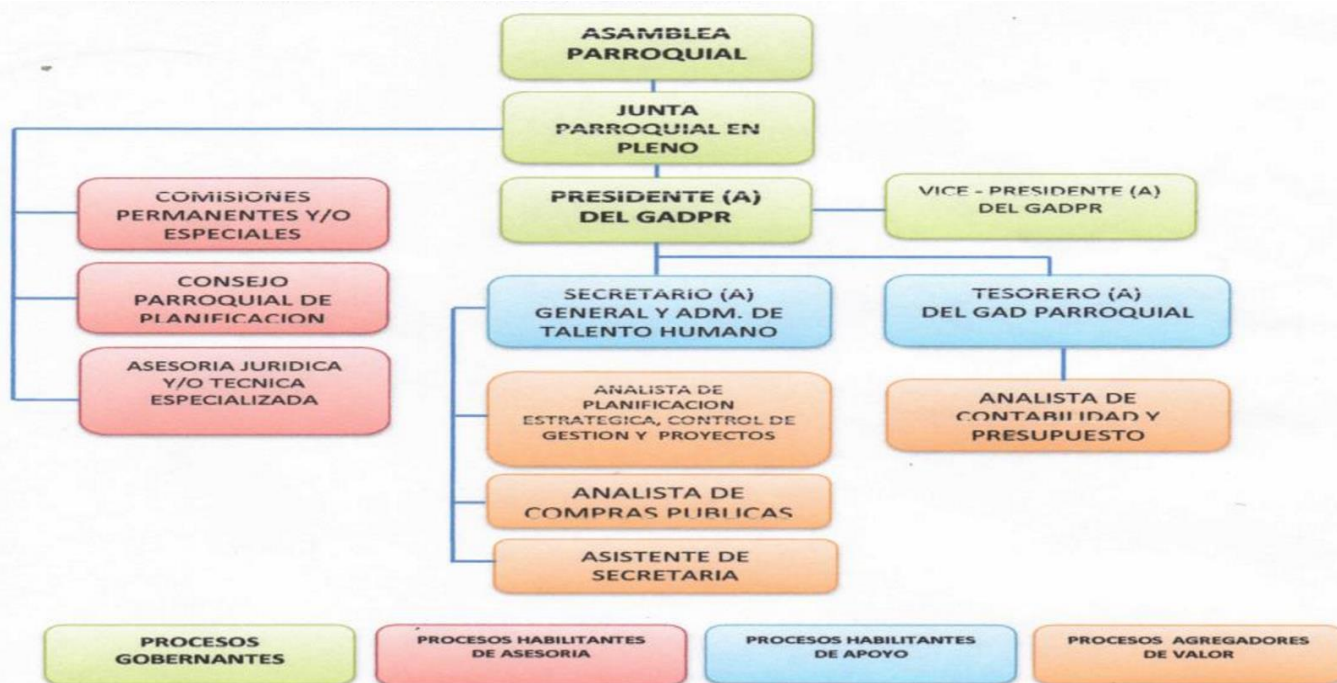 ASAMBLEA
PARROQUIAL
JUNTA
PARROQUIAL EN
PLENO
PRESIDENTE (A)
DEL GADPR
VICE - PRESIDENTE (A)
DEL GADPR
COMISIONES
PERMANENTES Y/O
ESPECIALES
CONSEJO
PARROQUIAL DE
PLANIFICACION
ASESORIA JURIDICA
Y/O TECNICA
ESPECIALIZADA
SECRETARIO (A)
GENERAL Y ADM. DE
TALENTO HUMANO
TESORERO (A)
DEL GAD PARROQUIAL
ANALISTA DE
PLANIFICACION
ESTRATEGICA, CONTROL DE
GESTION Y PROYECTOS
ANALISTA DE
CONTABILIDAD Y
PRESUPUESTO
ANALISTA DE
COMPRAS PUBLICAS
ASISTENTE DE
SECRETARIA
PROCESOS
GOBERNANTES
PROCESOS HABILITANTES
DE ASESORIA
PROCESOS HABILITANTES
DE APOYO
PROCESOS AGREGADORES
DE VALOR